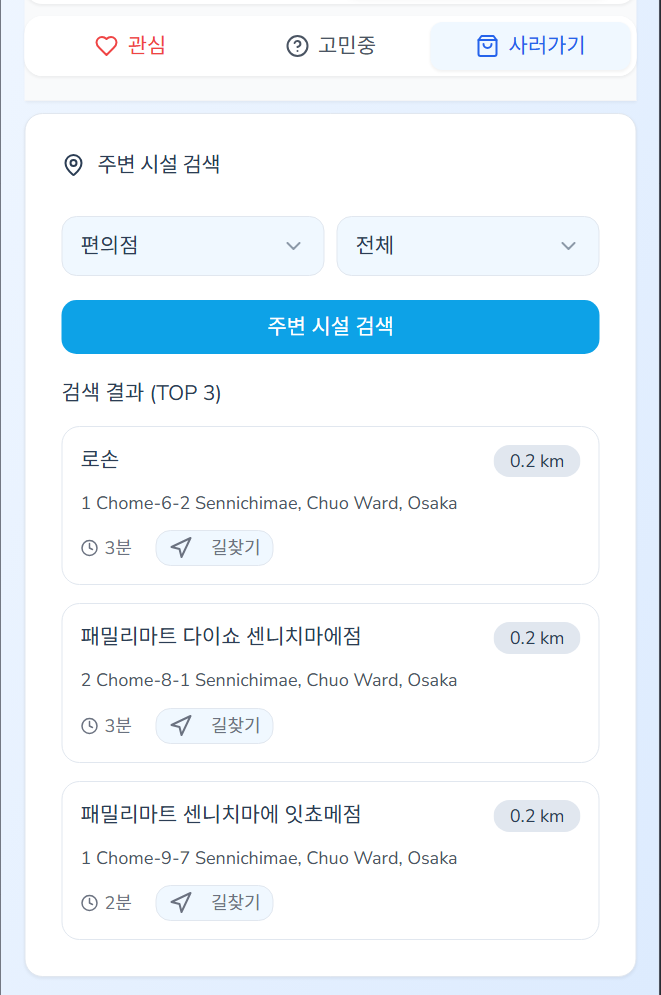 관심 고민중 사러가기
주변 시설 검색
편의점 전체
주변 시설 검색
검색 결과 (TOP 3)
로손 0.2 km
1 Chome-6-2 Sennichimae, Chuo Ward, Osaka
3분 길찾기
패밀리마트 다이쇼 센니치마에점 0.2 km
2 Chome-8-1 Sennichimae, Chuo Ward, Osaka
3분 길찾기
패밀리마트 센니치마에 잇쵸메점 0.2 km
1 Chome-9-7 Sennichimae, Chuo Ward, Osaka
2분 길찾기